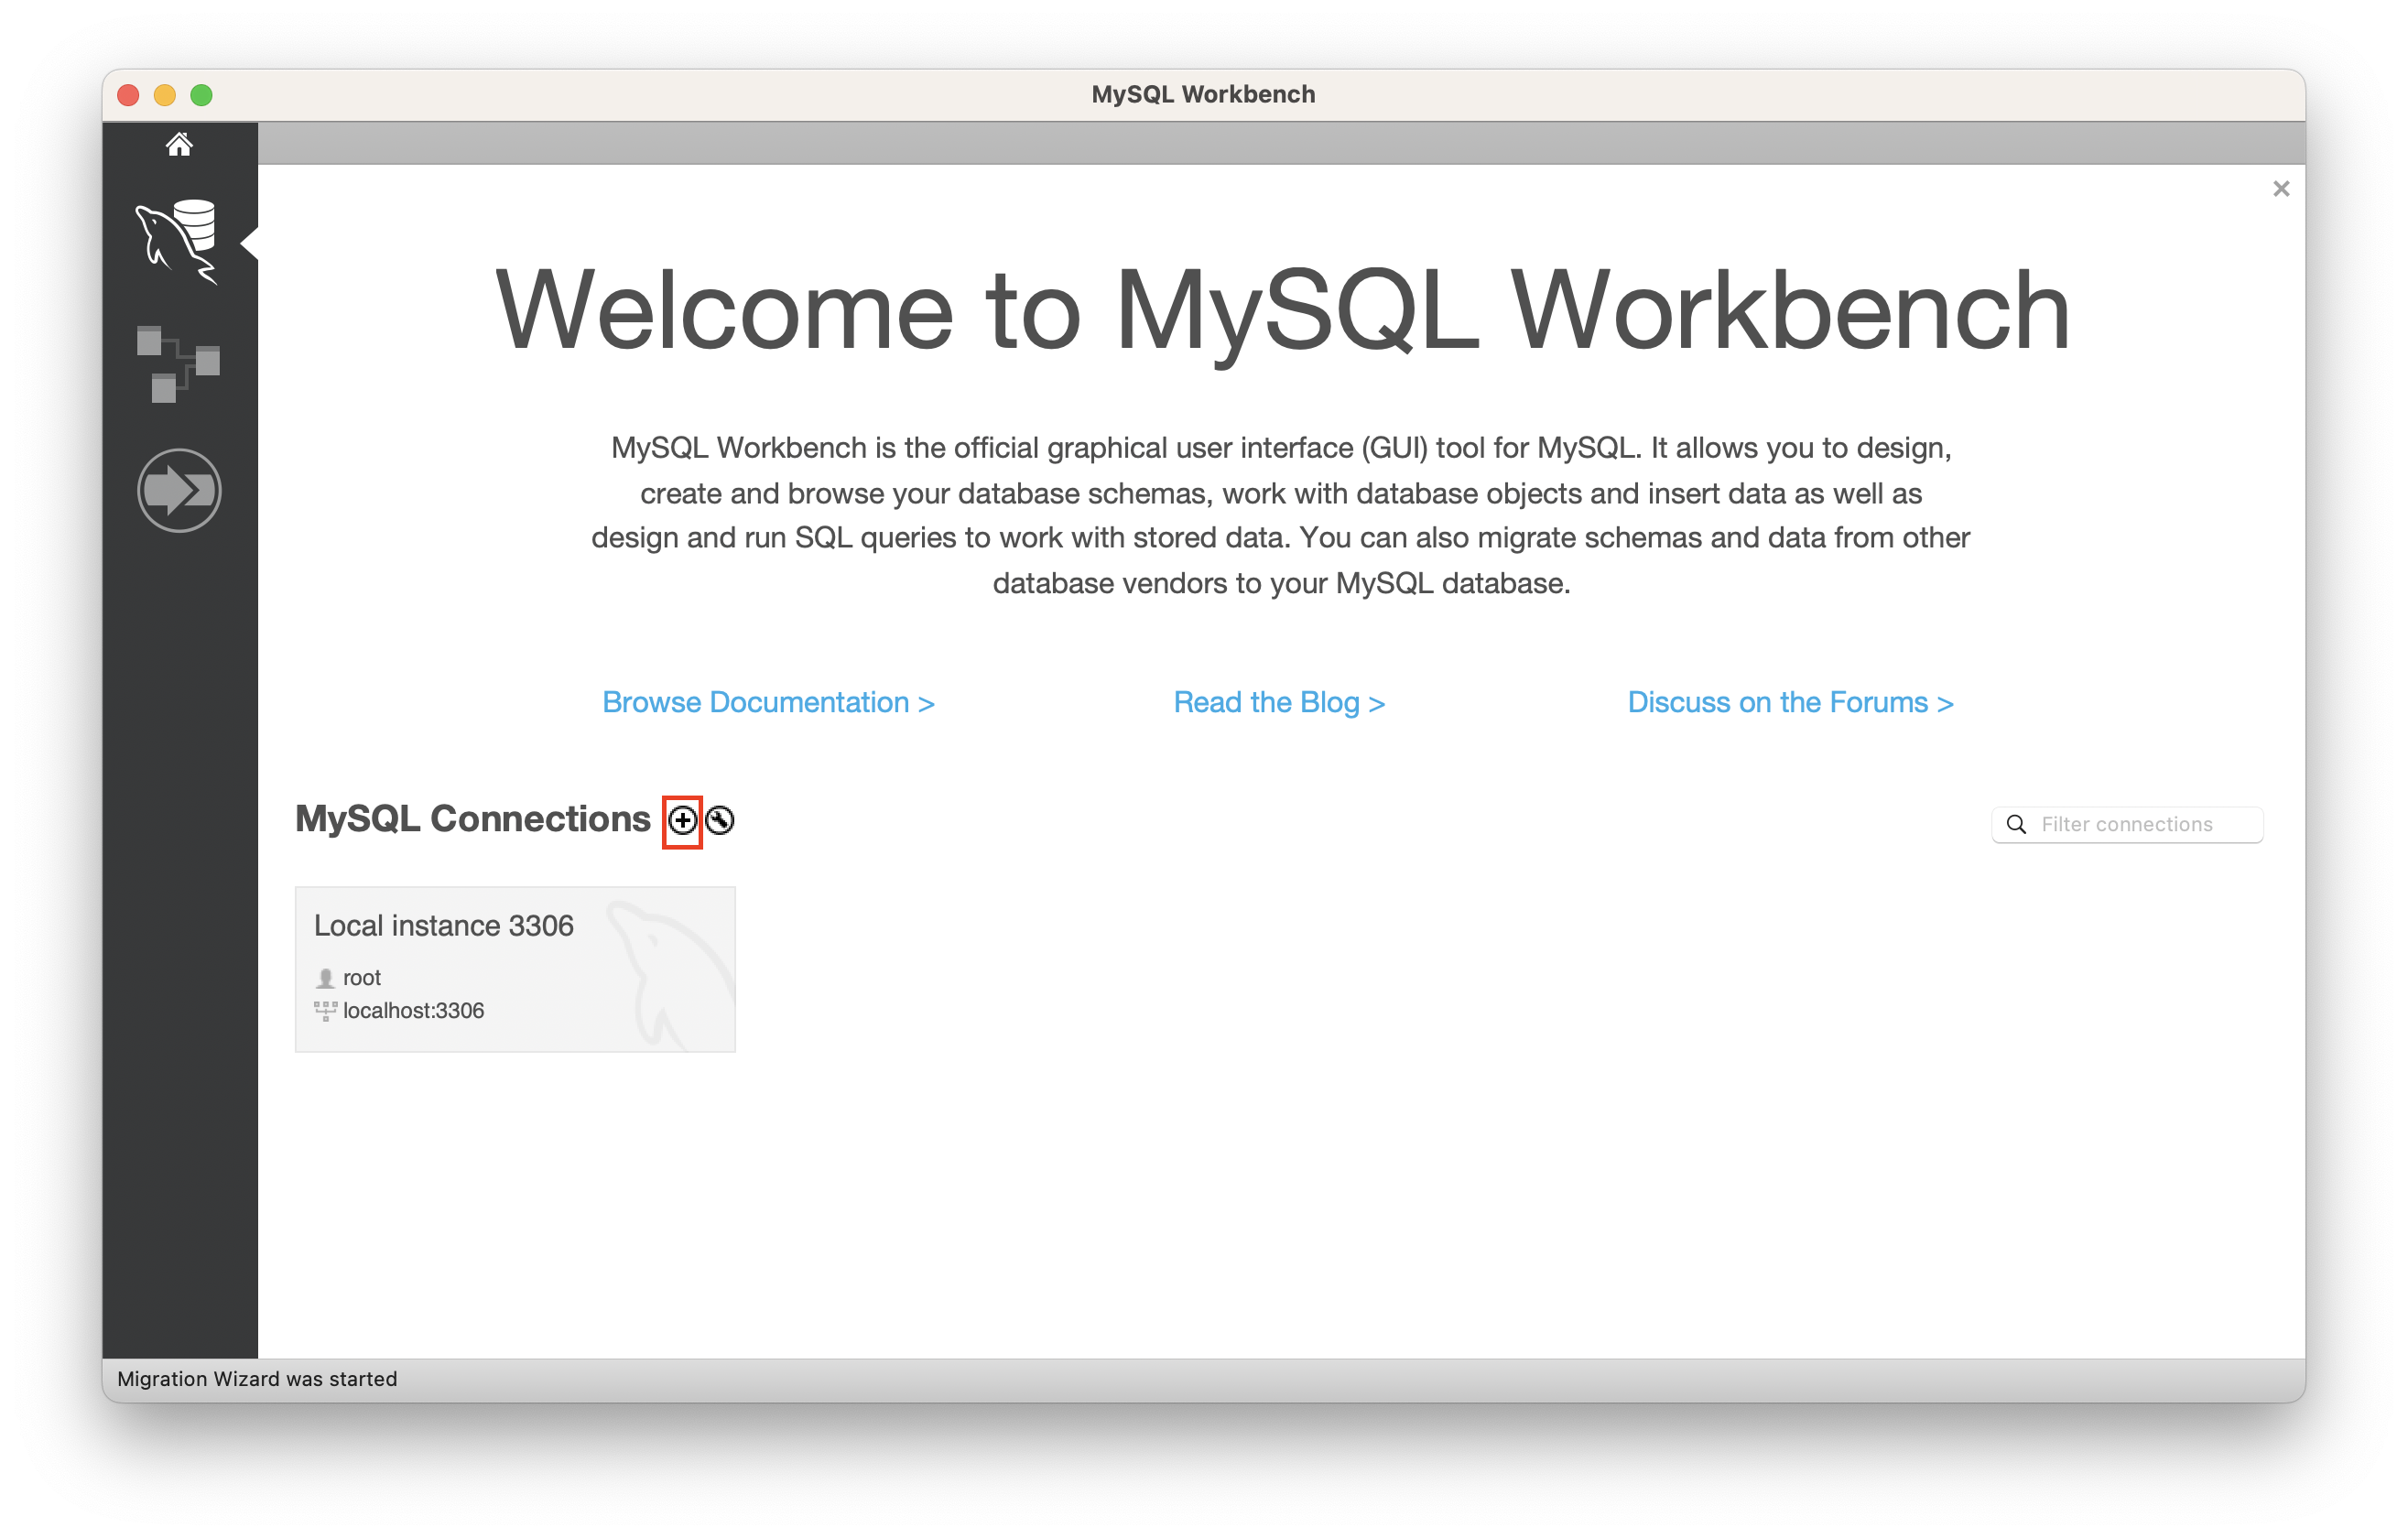 MySQL Workbench
Welcome to MySQL Workbench
MySQL Workbench is the official graphical user interface (GUI) tool for MySQL. It allows you to design,
create and browse your database schemas, work with database objects and insert data as well as
design and run SQL queries to work with stored data. You can also migrate schemas and data from other
database vendors to your MySQL database.
Browse Documentation >
Read the Blog >
Discuss on the Forums >
MySQL Connections
Filter connections
Local instance 3306
root
localhost:3306
Migration Wizard was started